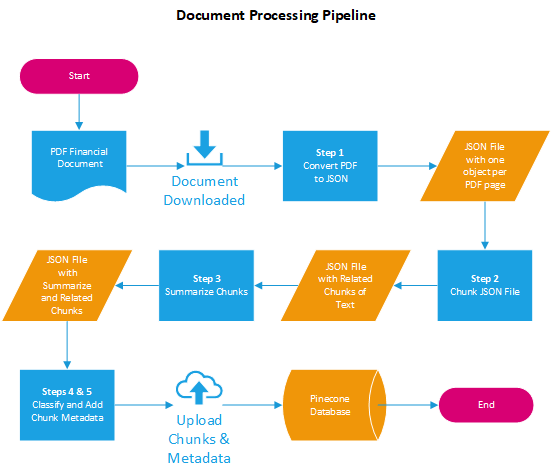 Document Processing Pipeline
Start
PDF Financial
Document
Document
Downloaded
Step 1
Convert PDF
to JSON
JSON File
with one
object per
PDF page
JSON File
with
Summarize
and Related
Chunks
Step 3
Summarize Chunks
JSON File
with Related
Chunks of
Text
Step 2
Chunk JSON File
Steps 4 & 5
Classify and Add
Chunk Metadata
Upload
Chunks &
Metadata
Pinecone
Database
End